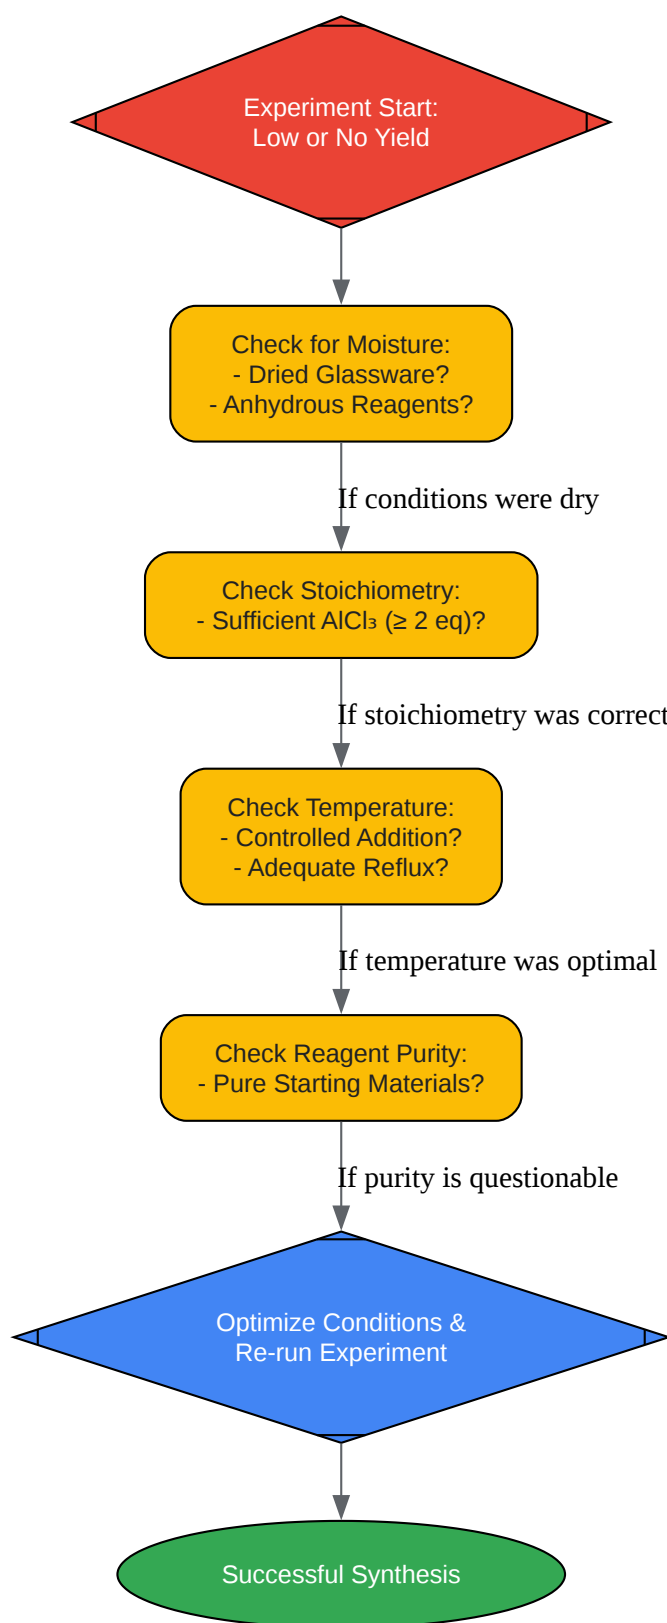 Experiment Start:
Low or No Yield
Check for Moisture:
- Dried Glassware?
- Anhydrous Reagents?
If conditions were dry
Check Stoichiometry:
- Sufficient AlCl₃ (≥ 2 eq)?
If stoichiometry was correct
Check Temperature:
- Controlled Addition?
- Adequate Reflux?
If temperature was optimal
Check Reagent Purity:
- Pure Starting Materials?
If purity is questionable
Optimize Conditions &
Re-run Experiment
Successful Synthesis